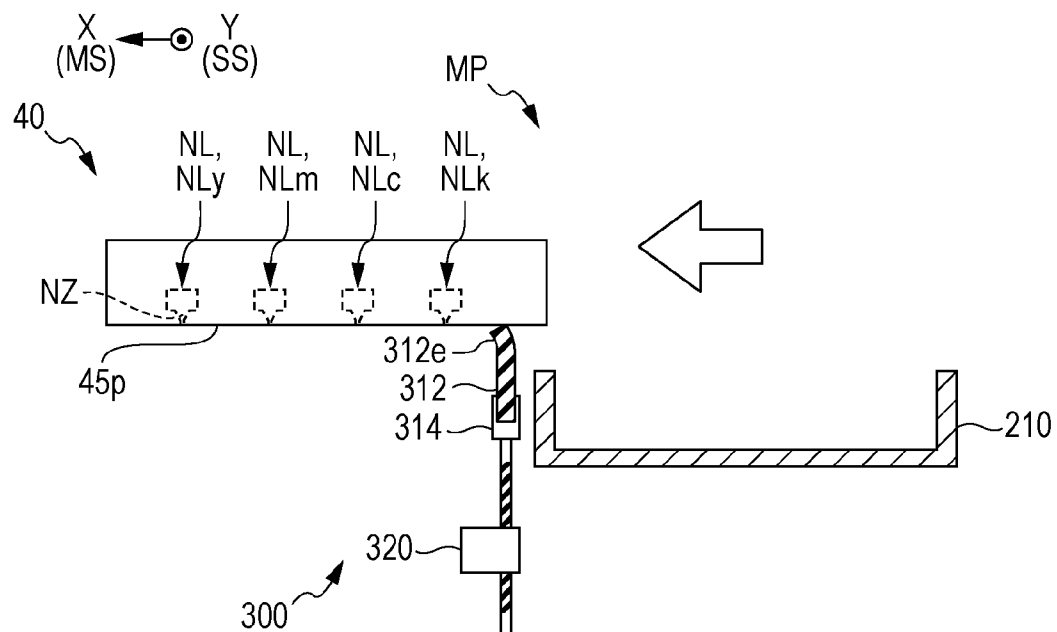 X
(MS)
Y
(SS)
MP
40
NL,
NLy
NL,
NLm
NL,
NLc
NL,
NLk
NZ
45p
312e
312
314
210
320
300